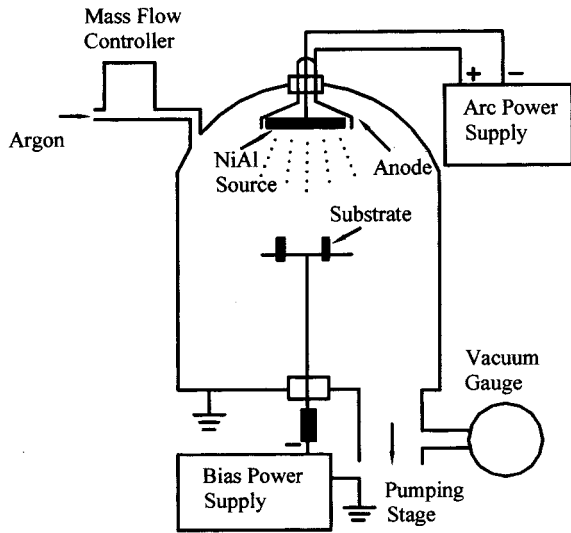 Mass Flow
Controller
Argon
NiAl
Source
Anode
+ −
Arc Power
Supply
Substrate
Vacuum
Gauge
−
Bias Power
Supply
Pumping
Stage